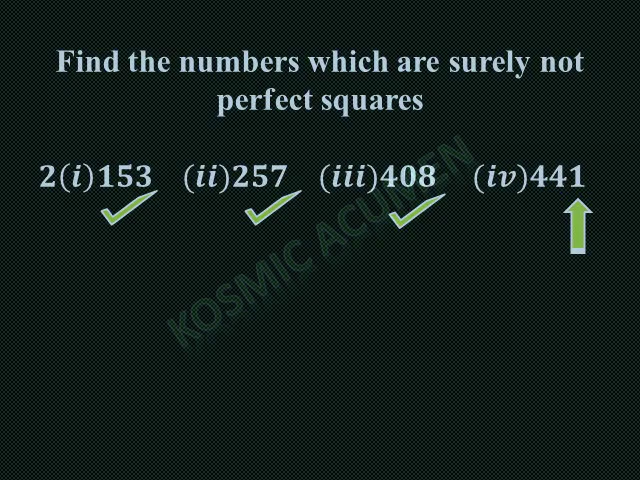 Find the numbers which are surely not
perfect squares
2(i)153 (ii)257 (iii)408 (iv)441
KOSMIC ACUMEN